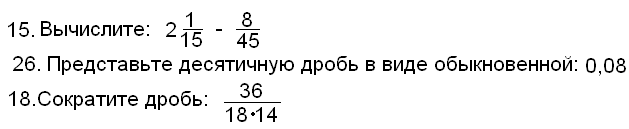 15. Вычислите: 2 1/15 - 8/45
26. Представьте десятичную дробь в виде обыкновенной: 0,08
18.Сократите дробь: 36/18·14